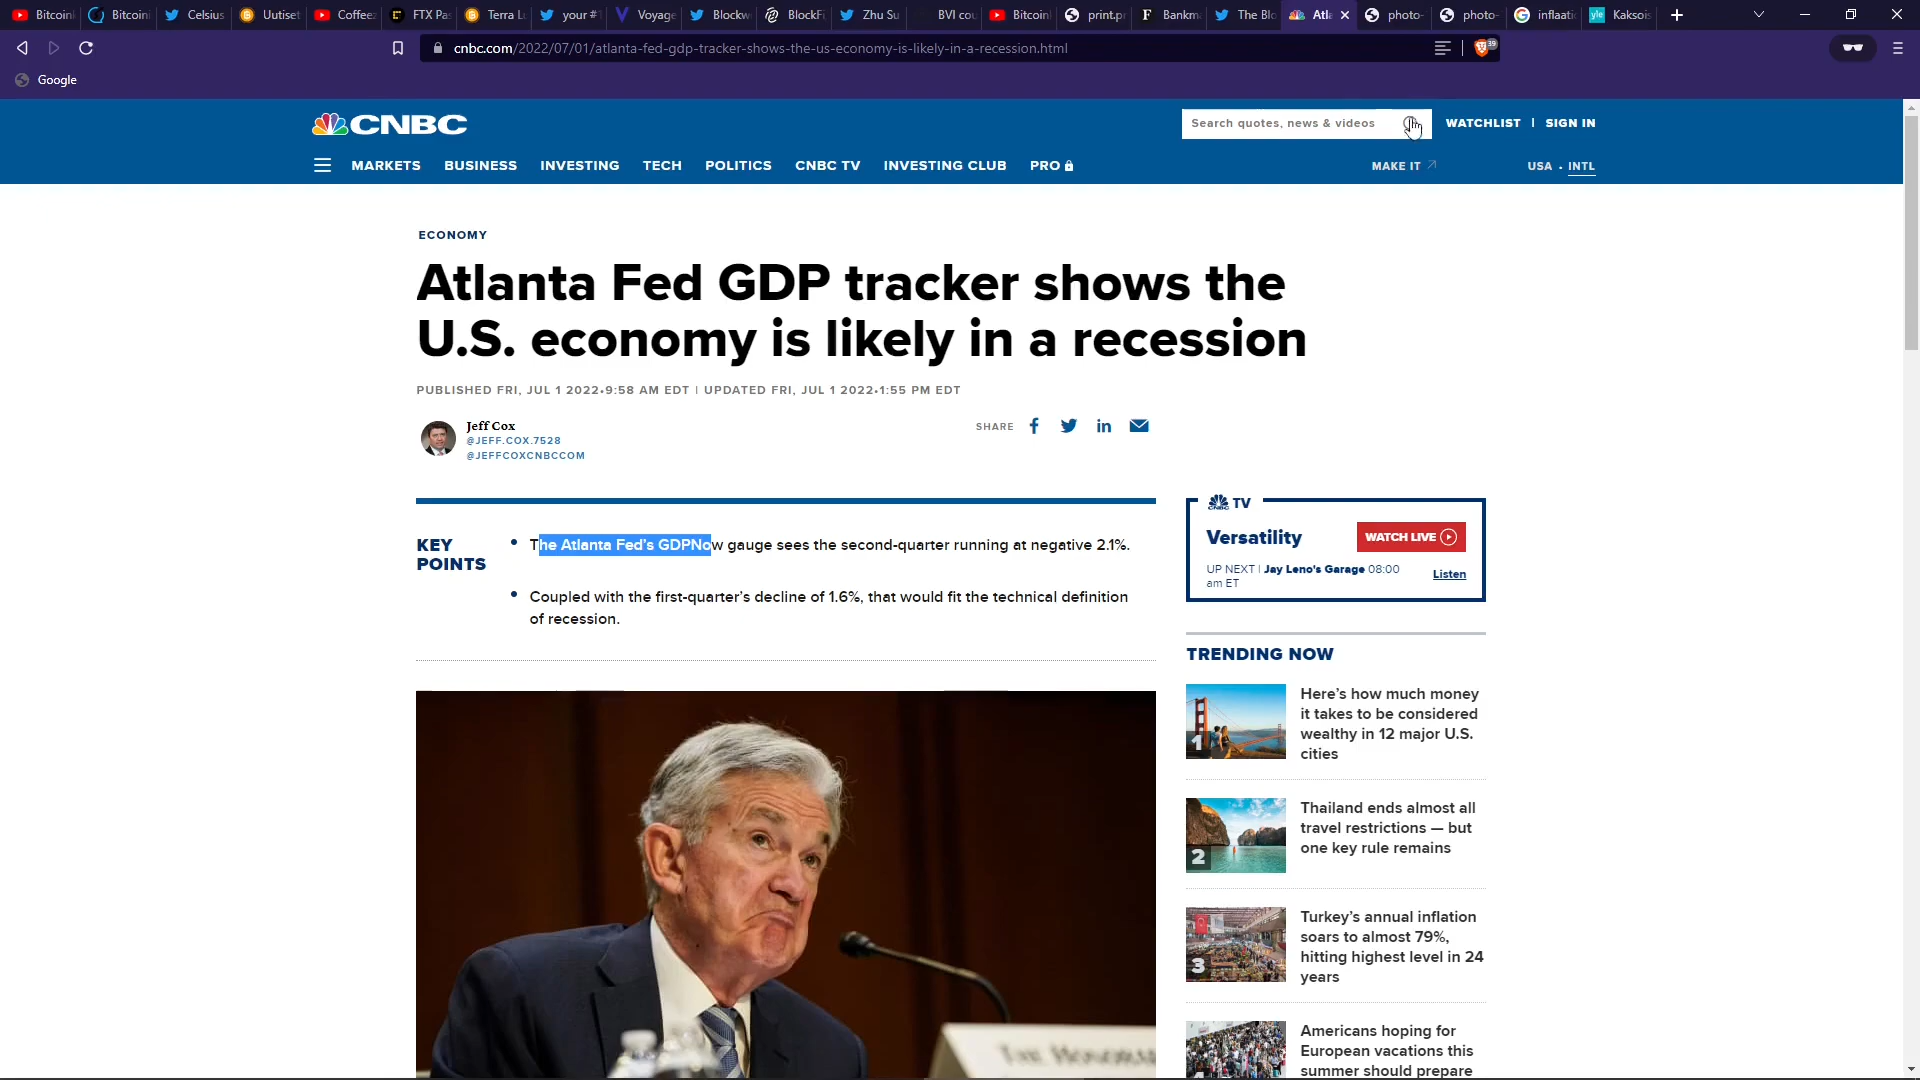 Bitcoin
Bitcoini
Celsius
Uutiset
Coffeez
FTX Pa
Terra L
your #
Voyage
Blockw
BlockFi
Zhu Su
BVI cou
Bitcoin
print.pr
Bankm
The Blo
Atla
photo-
photo-
inflaatic
Kaksois
cnbc.com/2022/07/01/atlanta-fed-gdp-tracker-shows-the-us-economy-is-likely-in-a-recession.html
39
Google
CNBC
Search quotes, news & videos
WATCHLIST | SIGN IN
MARKETS BUSINESS INVESTING TECH POLITICS CNBC TV INVESTING CLUB PRO
MAKE IT
USA • INTL
ECONOMY
Atlanta Fed GDP tracker shows the
U.S. economy is likely in a recession
PUBLISHED FRI, JUL 1 2022•9:58 AM EDT | UPDATED FRI, JUL 1 2022•1:55 PM EDT
Jeff Cox
@JEFF.COX.7528
@JEFFCOXCNBCCOM
SHARE
KEY
POINTS
• The Atlanta Fed’s GDPNow gauge sees the second-quarter running at negative 2.1%.
• Coupled with the first-quarter’s decline of 1.6%, that would fit the technical definition
of recession.
CNBC TV
Versatility
WATCH LIVE
UP NEXT | Jay Leno's Garage 08:00
am ET
Listen
TRENDING NOW
1
Here’s how much money
it takes to be considered
wealthy in 12 major U.S.
cities
2
Thailand ends almost all
travel restrictions — but
one key rule remains
3
Turkey’s annual inflation
soars to almost 79%,
hitting highest level in 24
years
Americans hoping for
European vacations this
summer should prepare